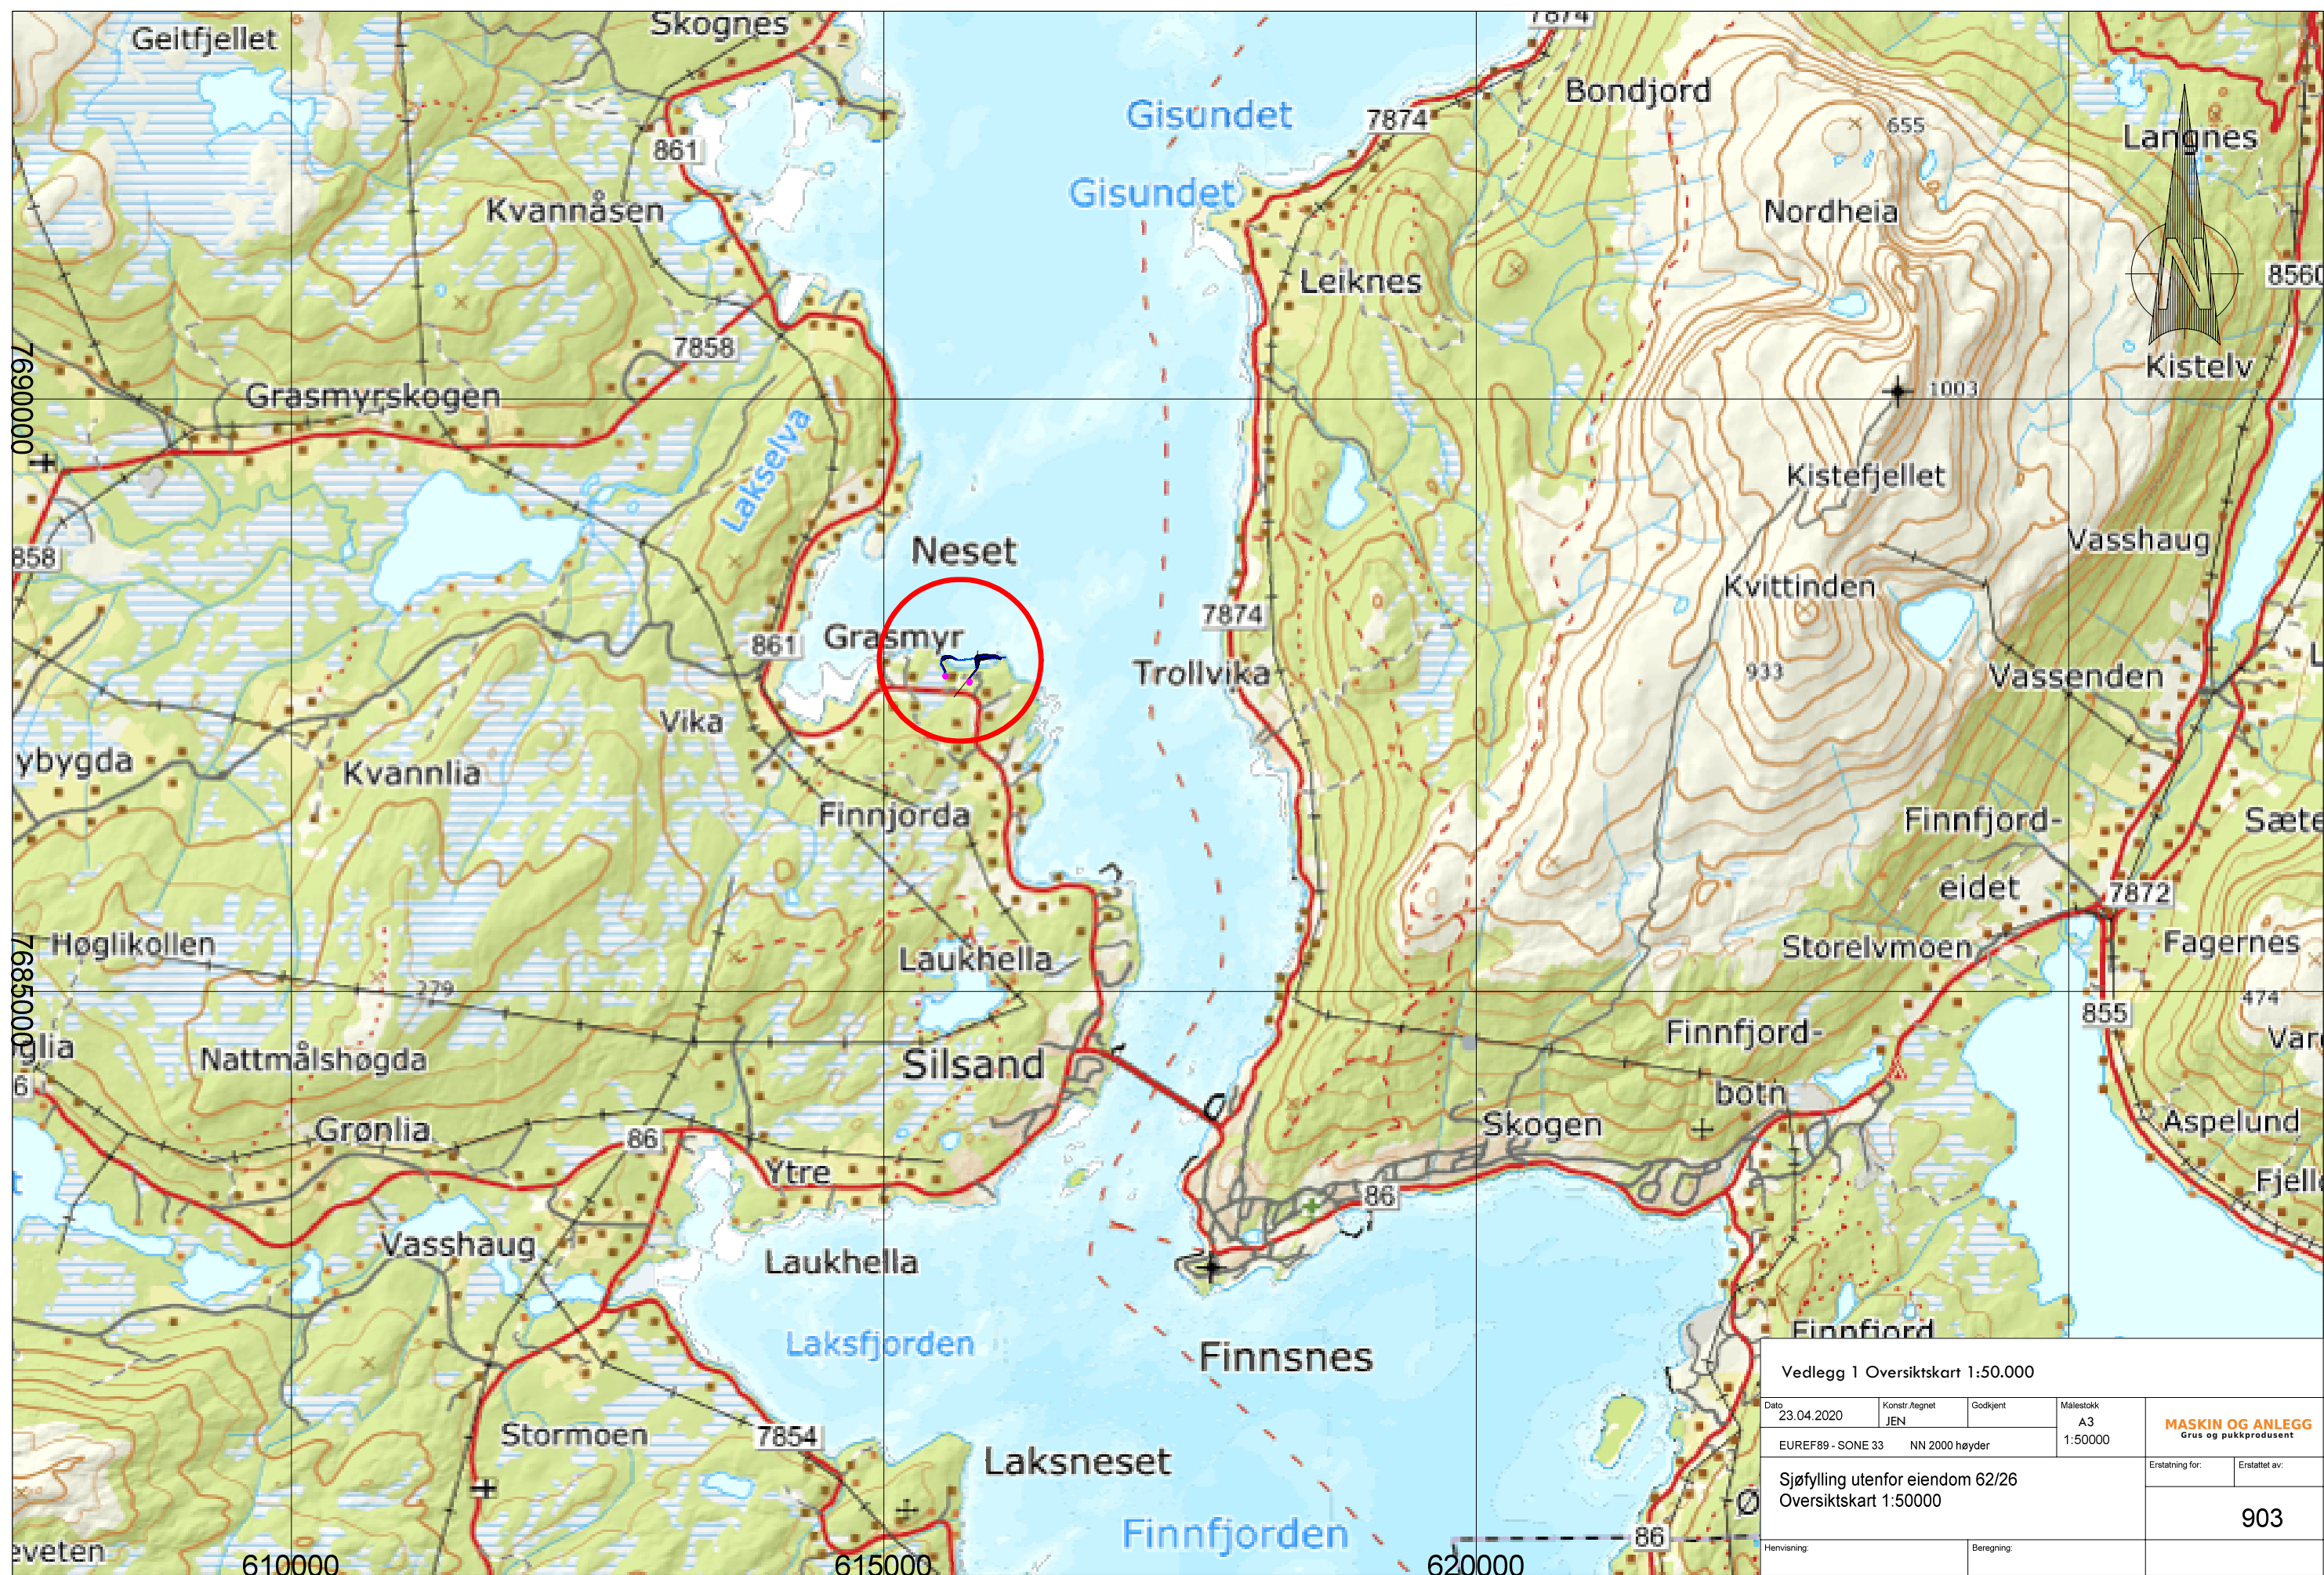 Skognes
7874
Geitfjellet
Bondjord
Gisundet
7874
655
Langnes
861
Gisundet
Kvannåsen
Nordheia
Leiknes
8560
7858
Kistelv
7690000
Grasmyrskogen
1003
Lakselva
Kistefjellet
858
Neset
Vasshaug
Kvittinden
7874
861
Grasmyr
Trollvika
933
Vassenden
L
Vika
ybygda
Kvannlia
Finnjorda
Finnfjord-
Sæte
eidet
7872
Høglikollen
Storelvmoen
Fagernes
Laukhella
7685000
279
474
855
Finnfjord-
Nattmålshøgda
Silsand
botn
6
Grønlia
86
Skogen
Aspelund
Ytre
86
Vasshaug
Laukhella
Laksfjorden
Finnsnes
Finnfjord
Stormoen
7854
Laksneset
Finnfjorden
86
Ø
eveten
610000
615000
620000
N
Vedlegg 1 Oversiktskart 1:50.000
Dato
23.04.2020
Konstr./tegnet
JEN
Godkjent
Målestokk
A3
1:50000
MASKIN OG ANLEGG
Grus og pukkprodusent
EUREF89 - SONE 33 NN 2000 høyder
Sjøfylling utenfor eiendom 62/26
Oversiktskart 1:50000
Erstatning for:
Erstattet av:
903
Henvisning:
Beregning: